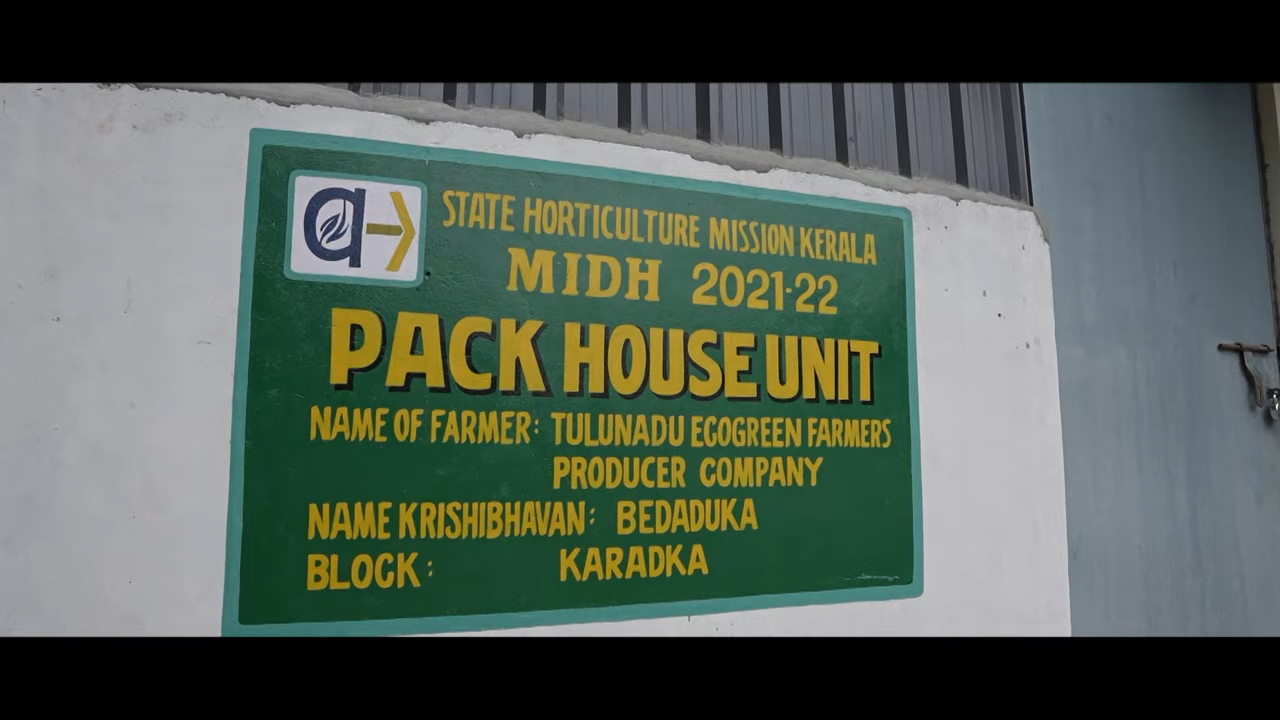 a
STATE HORTICULTURE MISSION KERALA
MIDH 2021-22
PACK HOUSE UNIT
NAME OF FARMER: TULUNADU ECOGREEN FARMERS
PRODUCER COMPANY
NAME KRISHIBHAVAN: BEDADUKA
BLOCK: KARADKA